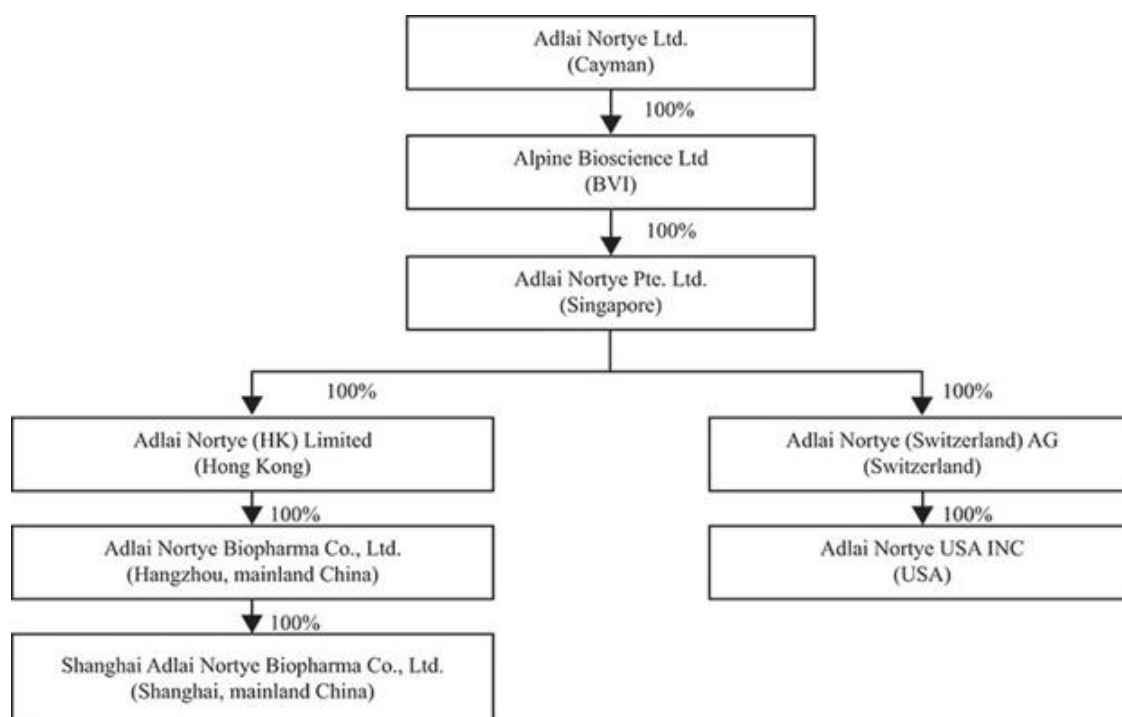 Adlai Nortye Ltd.
(Cayman)
100%
Alpine Bioscience Ltd
(BVI)
100%
Adlai Nortye Pte. Ltd.
(Singapore)
100%
100%
Adlai Nortye (HK) Limited
(Hong Kong)
Adlai Nortye (Switzerland) AG
(Switzerland)
100%
100%
Adlai Nortye Biopharma Co., Ltd.
(Hangzhou, mainland China)
Adlai Nortye USA INC
(USA)
100%
Shanghai Adlai Nortye Biopharma Co., Ltd.
(Shanghai, mainland China)